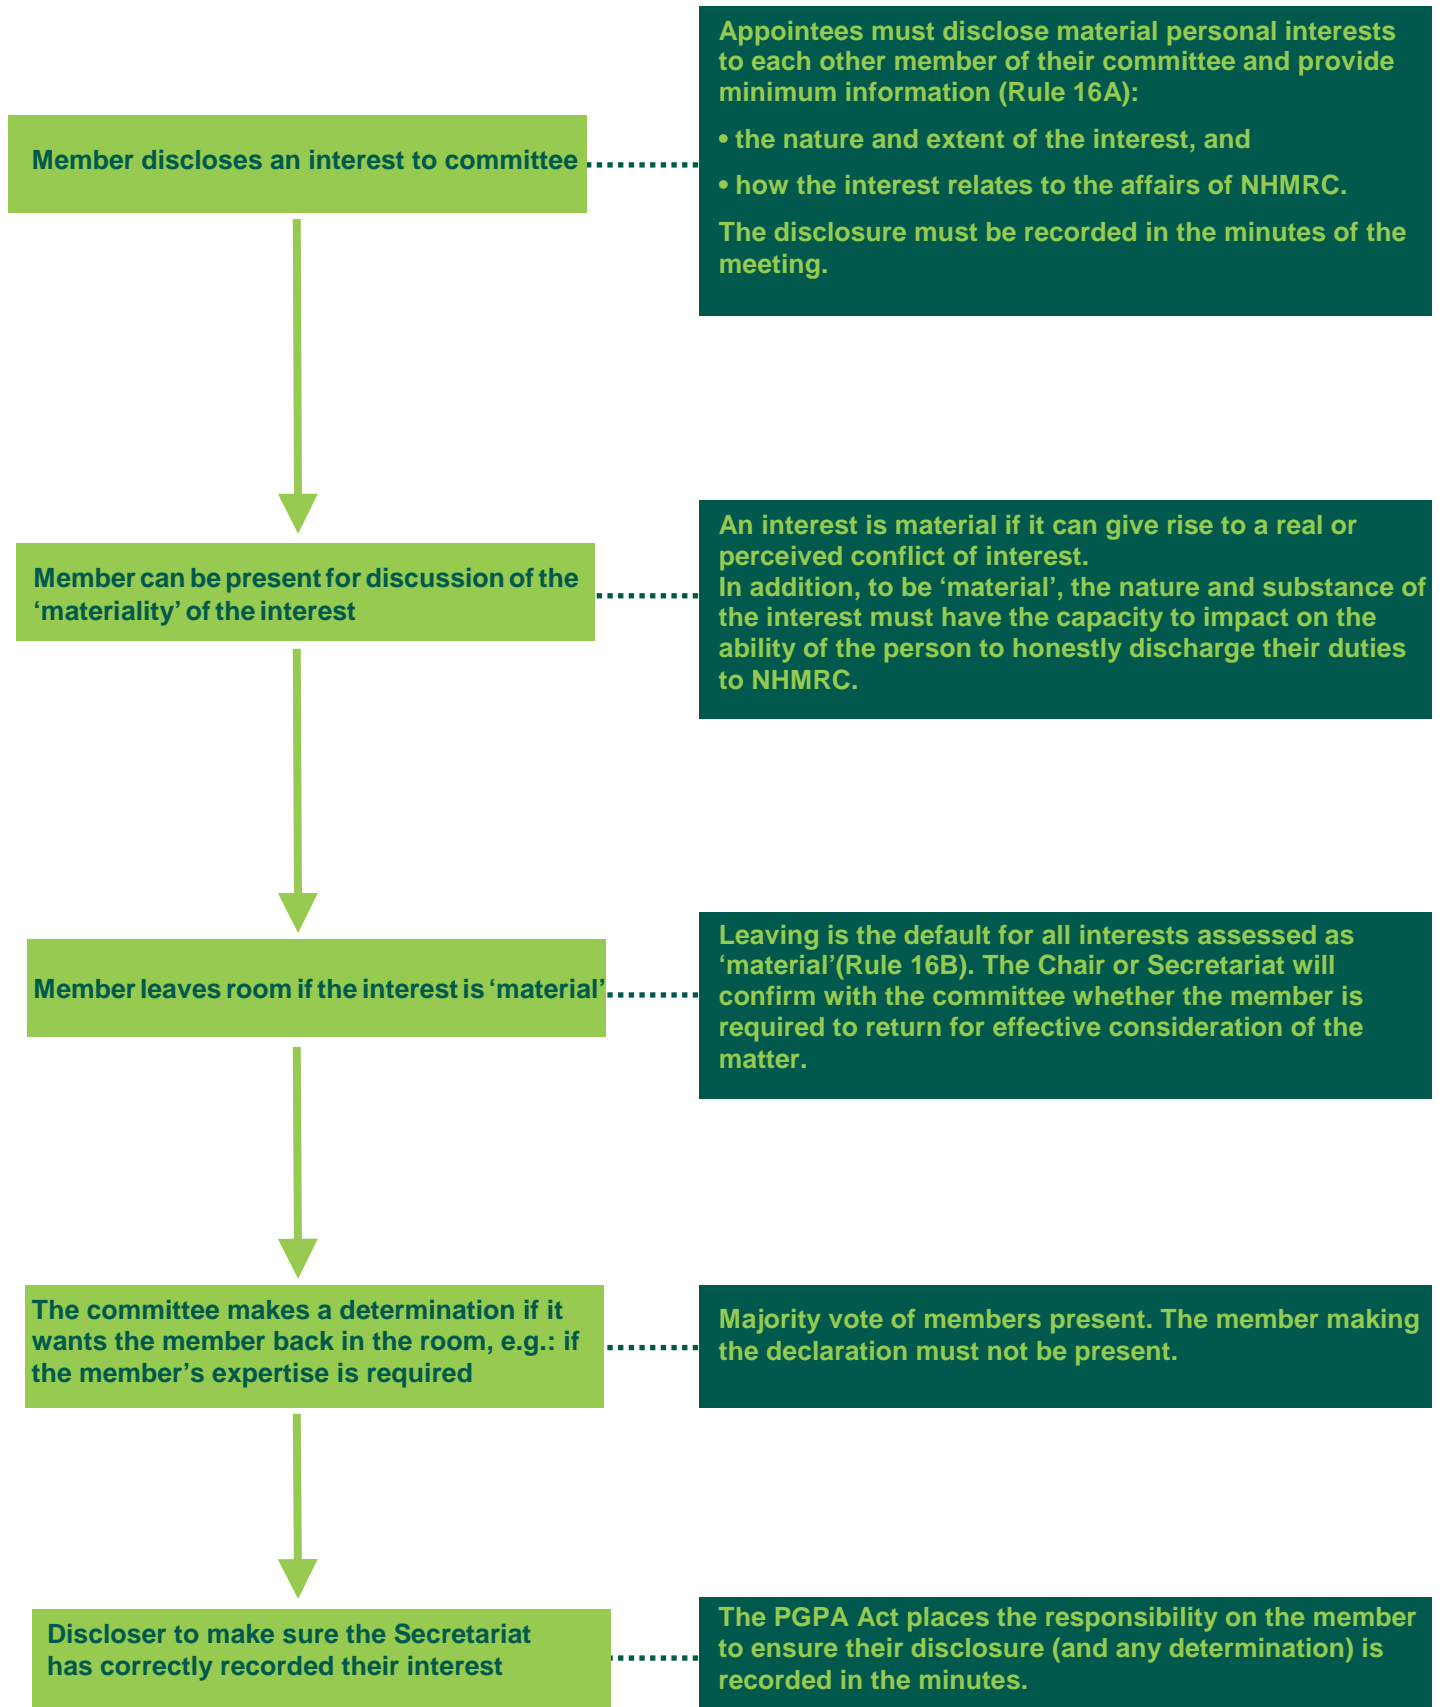 Member discloses an interest to committee
Appointees must disclose material personal interests
to each other member of their committee and provide
minimum information (Rule 16A):
• the nature and extent of the interest, and
• how the interest relates to the affairs of NHMRC.
The disclosure must be recorded in the minutes of the
meeting.
Member can be present for discussion of the
‘materiality’ of the interest
An interest is material if it can give rise to a real or
perceived conflict of interest.
In addition, to be ‘material’, the nature and substance of
the interest must have the capacity to impact on the
ability of the person to honestly discharge their duties
to NHMRC.
Member leaves room if the interest is ‘material’
Leaving is the default for all interests assessed as
‘material’(Rule 16B). The Chair or Secretariat will
confirm with the committee whether the member is
required to return for effective consideration of the
matter.
The committee makes a determination if it
wants the member back in the room, e.g.: if
the member’s expertise is required
Majority vote of members present. The member making
the declaration must not be present.
Discloser to make sure the Secretariat
has correctly recorded their interest
The PGPA Act places the responsibility on the member
to ensure their disclosure (and any determination) is
recorded in the minutes.